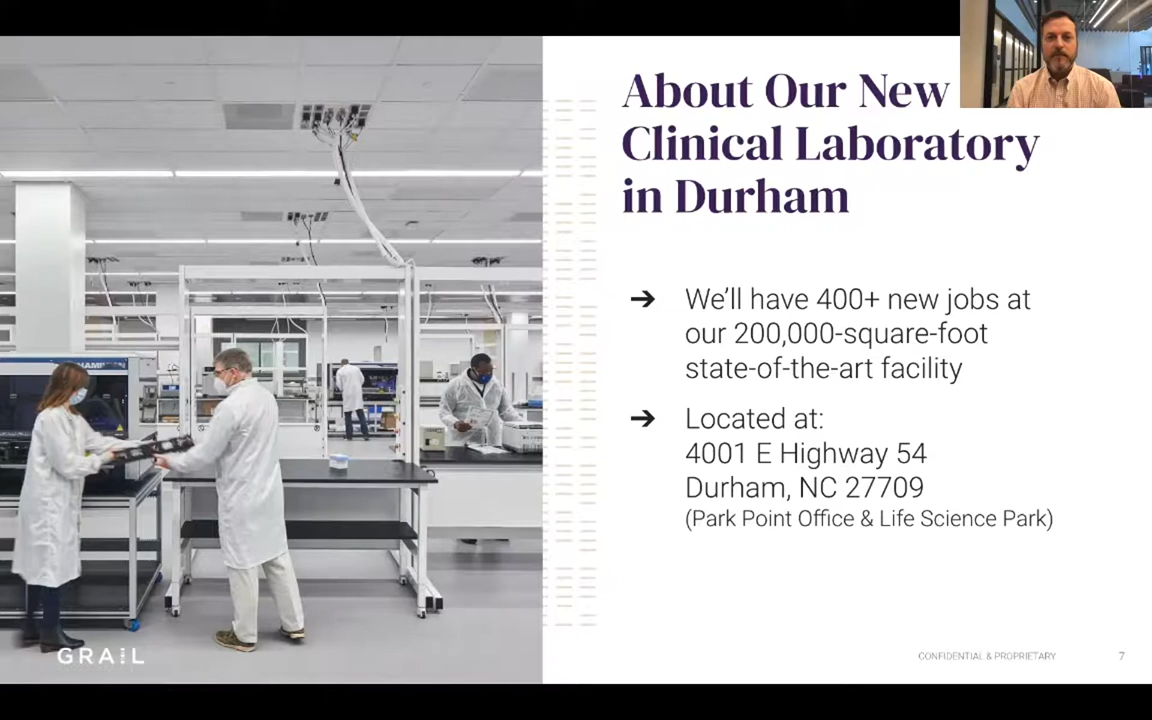 About Our New
Clinical Laboratory
in Durham
➔ We'll have 400+ new jobs at
our 200,000-square-foot
state-of-the-art facility
➔ Located at:
4001 E Highway 54
Durham, NC 27709
(Park Point Office & Life Science Park)
GRAIL
CONFIDENTIAL & PROPRIETARY
7